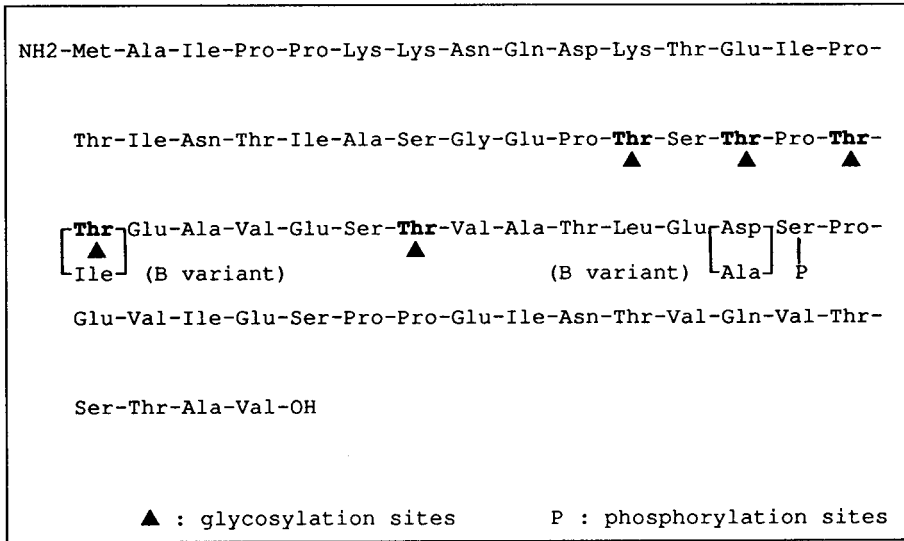 NH2-Met-Ala-Ile-Pro-Pro-Lys-Lys-Asn-Gln-Asp-Lys-Thr-Glu-Ile-Pro-
Thr-Ile-Asn-Thr-Ile-Ala-Ser-Gly-Glu-Pro-Thr-Ser-Thr-Pro-Thr-
Thr-Glu-Ala-Val-Glu-Ser-Thr-Val-Ala-Thr-Leu-Glu-Asp-Ser-Pro-
Ile (B variant) (B variant) Ala P
Glu-Val-Ile-Glu-Ser-Pro-Pro-Glu-Ile-Asn-Thr-Val-Gln-Val-Thr-
Ser-Thr-Ala-Val-OH
▲ : glycosylation sites P : phosphorylation sites